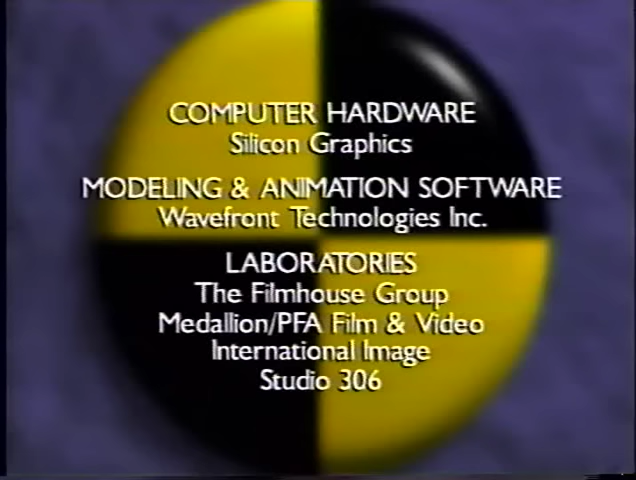 COMPUTER HARDWARE
Silicon Graphics
MODELING & ANIMATION SOFTWARE
Wavefront Technologies Inc.
LABORATORIES
The Filmhouse Group
Medallion/PFA Film & Video
International Image
Studio 306